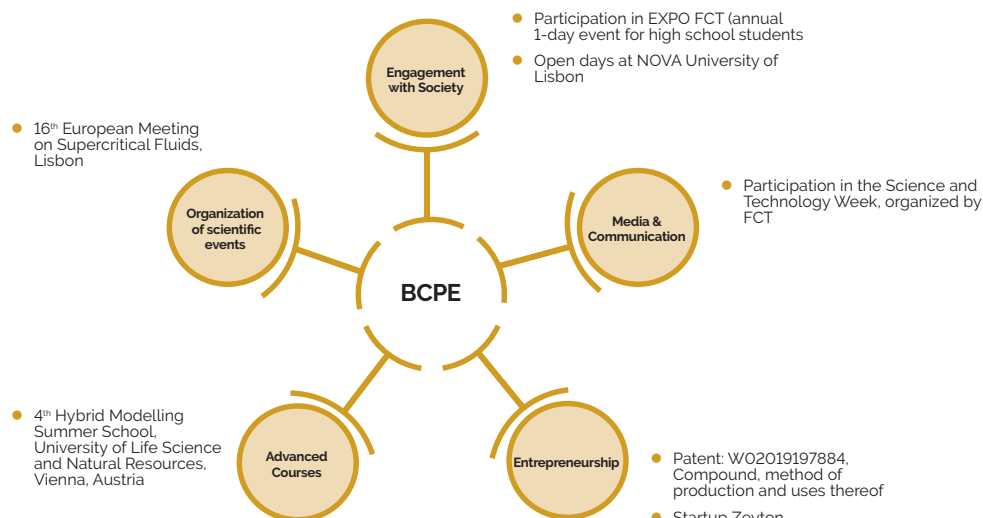 Participation in EXPO FCT (annual
1-day event for high school students
Open days at NOVA University of
Lisbon
Engagement
with Society
16th European Meeting
on Supercritical Fluids,
Lisbon
Organization
of scientific
events
Media &
Communication
Participation in the Science and
Technology Week, organized by
FCT
BCPE
4th Hybrid Modelling
Summer School,
University of Life Science
and Natural Resources,
Vienna, Austria
Advanced
Courses
Entrepreneurship
Patent: WO2019197884,
Compound, method of
production and uses thereof
Startup Zeyton